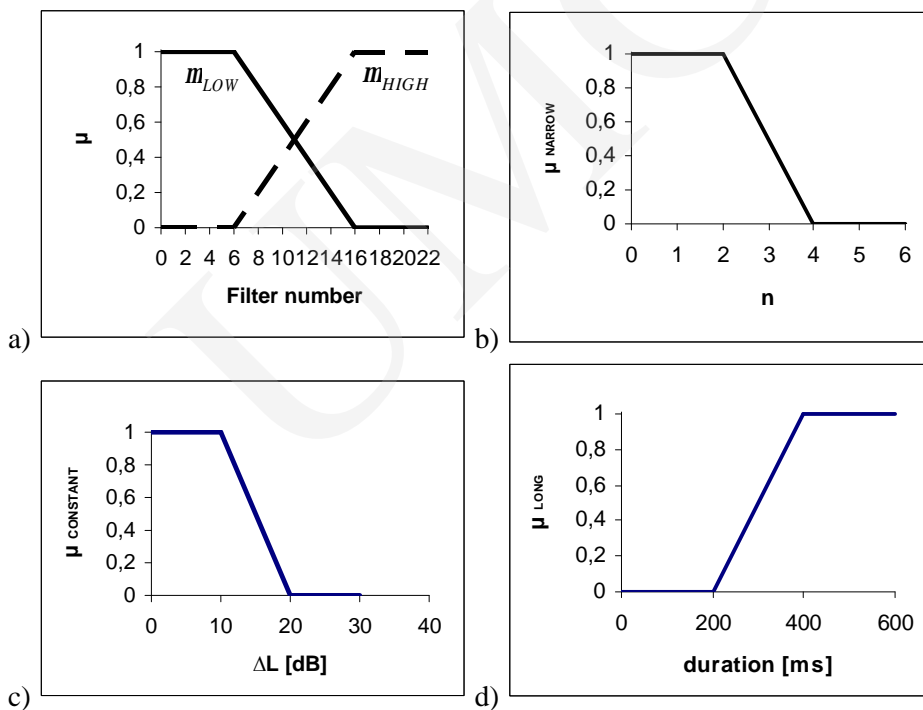 1
0,8
0,6
0,4
0,2
0
µ
mLOW
mHIGH
0 2 4 6 8 10 12 14 16 18 20 22
Filter number
a)
1
0,8
0,6
0,4
0,2
0
µ NARROW
0 1 2 3 4 5 6
n
b)
1
0,8
0,6
0,4
0,2
0
µ CONSTANT
0 10 20 30 40
ΔL [dB]
c)
1
0,8
0,6
0,4
0,2
0
µ LONG
0 200 400 600
duration [ms]
d)